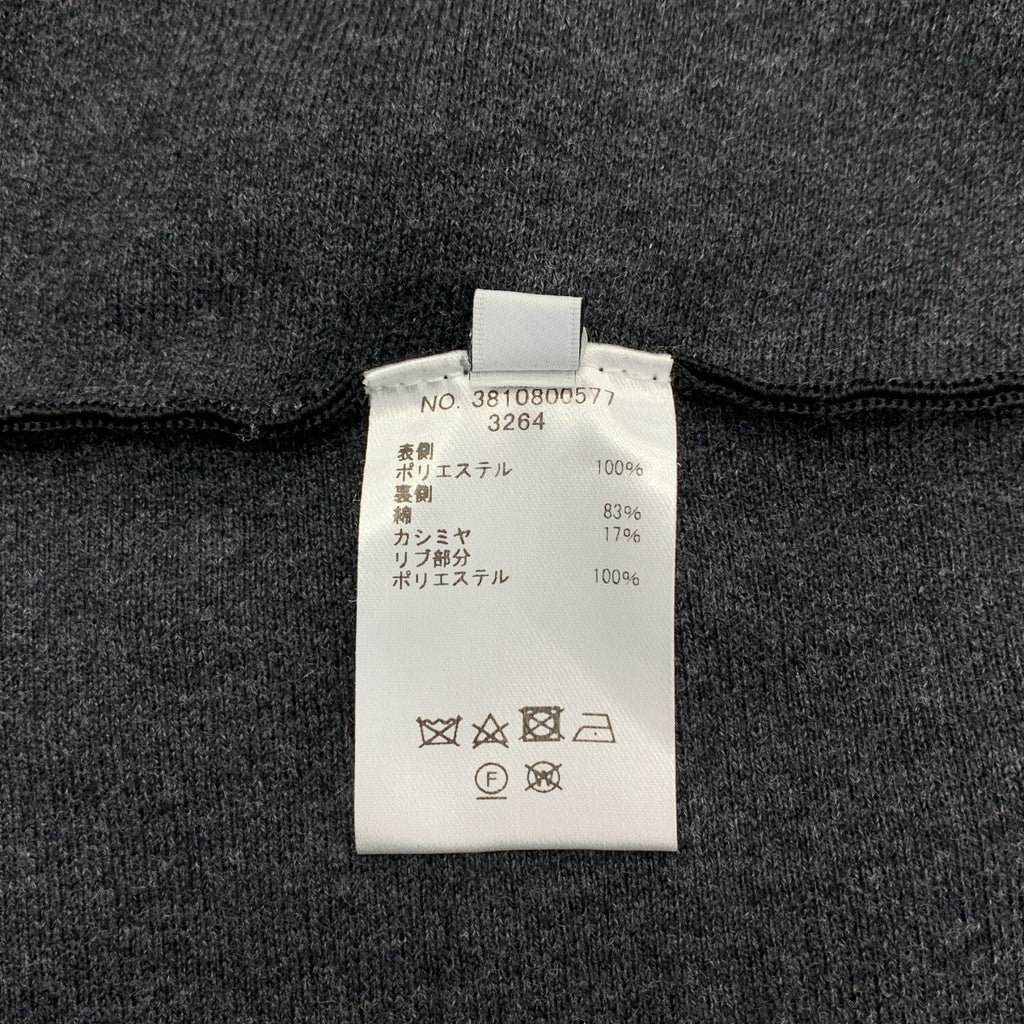 NO. 3810800577
3264
表側
ポリエステル 100%
裏側
綿 83%
カシミヤ 17%
リブ部分
ポリエステル 100%
F
W